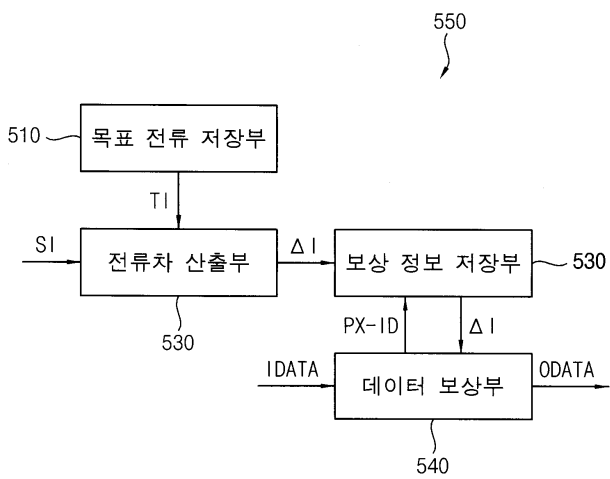 550
510
목표 전류 저장부
TI
SI
전류차 산출부
ΔI
보상 정보 저장부
530
530
PX-ID
ΔI
IDATA
데이터 보상부
ODATA
540